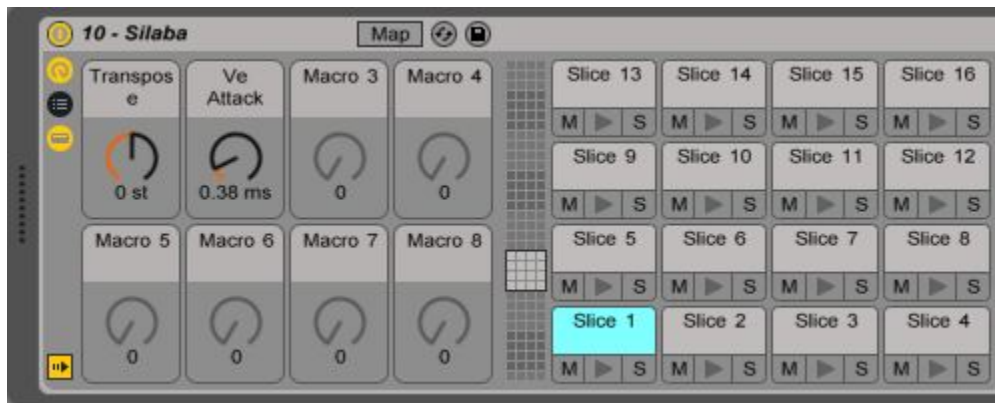 10 - Silaba Map
Transpose Ve Attack Macro 3 Macro 4
0 st 0.38 ms 0 0
Macro 5 Macro 6 Macro 7 Macro 8
0 0 0 0
Slice 13 Slice 14 Slice 15 Slice 16
M S M S M S M S
Slice 9 Slice 10 Slice 11 Slice 12
M S M S M S M S
Slice 5 Slice 6 Slice 7 Slice 8
M S M S M S M S
Slice 1 Slice 2 Slice 3 Slice 4
M S M S M S M S